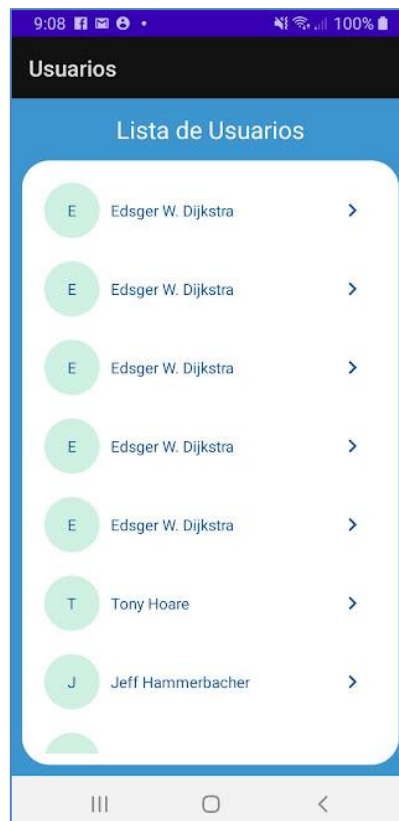 9:08 100%
Usuarios
Lista de Usuarios
E Edsger W. Dijkstra
E Edsger W. Dijkstra
E Edsger W. Dijkstra
E Edsger W. Dijkstra
E Edsger W. Dijkstra
T Tony Hoare
J Jeff Hammerbacher